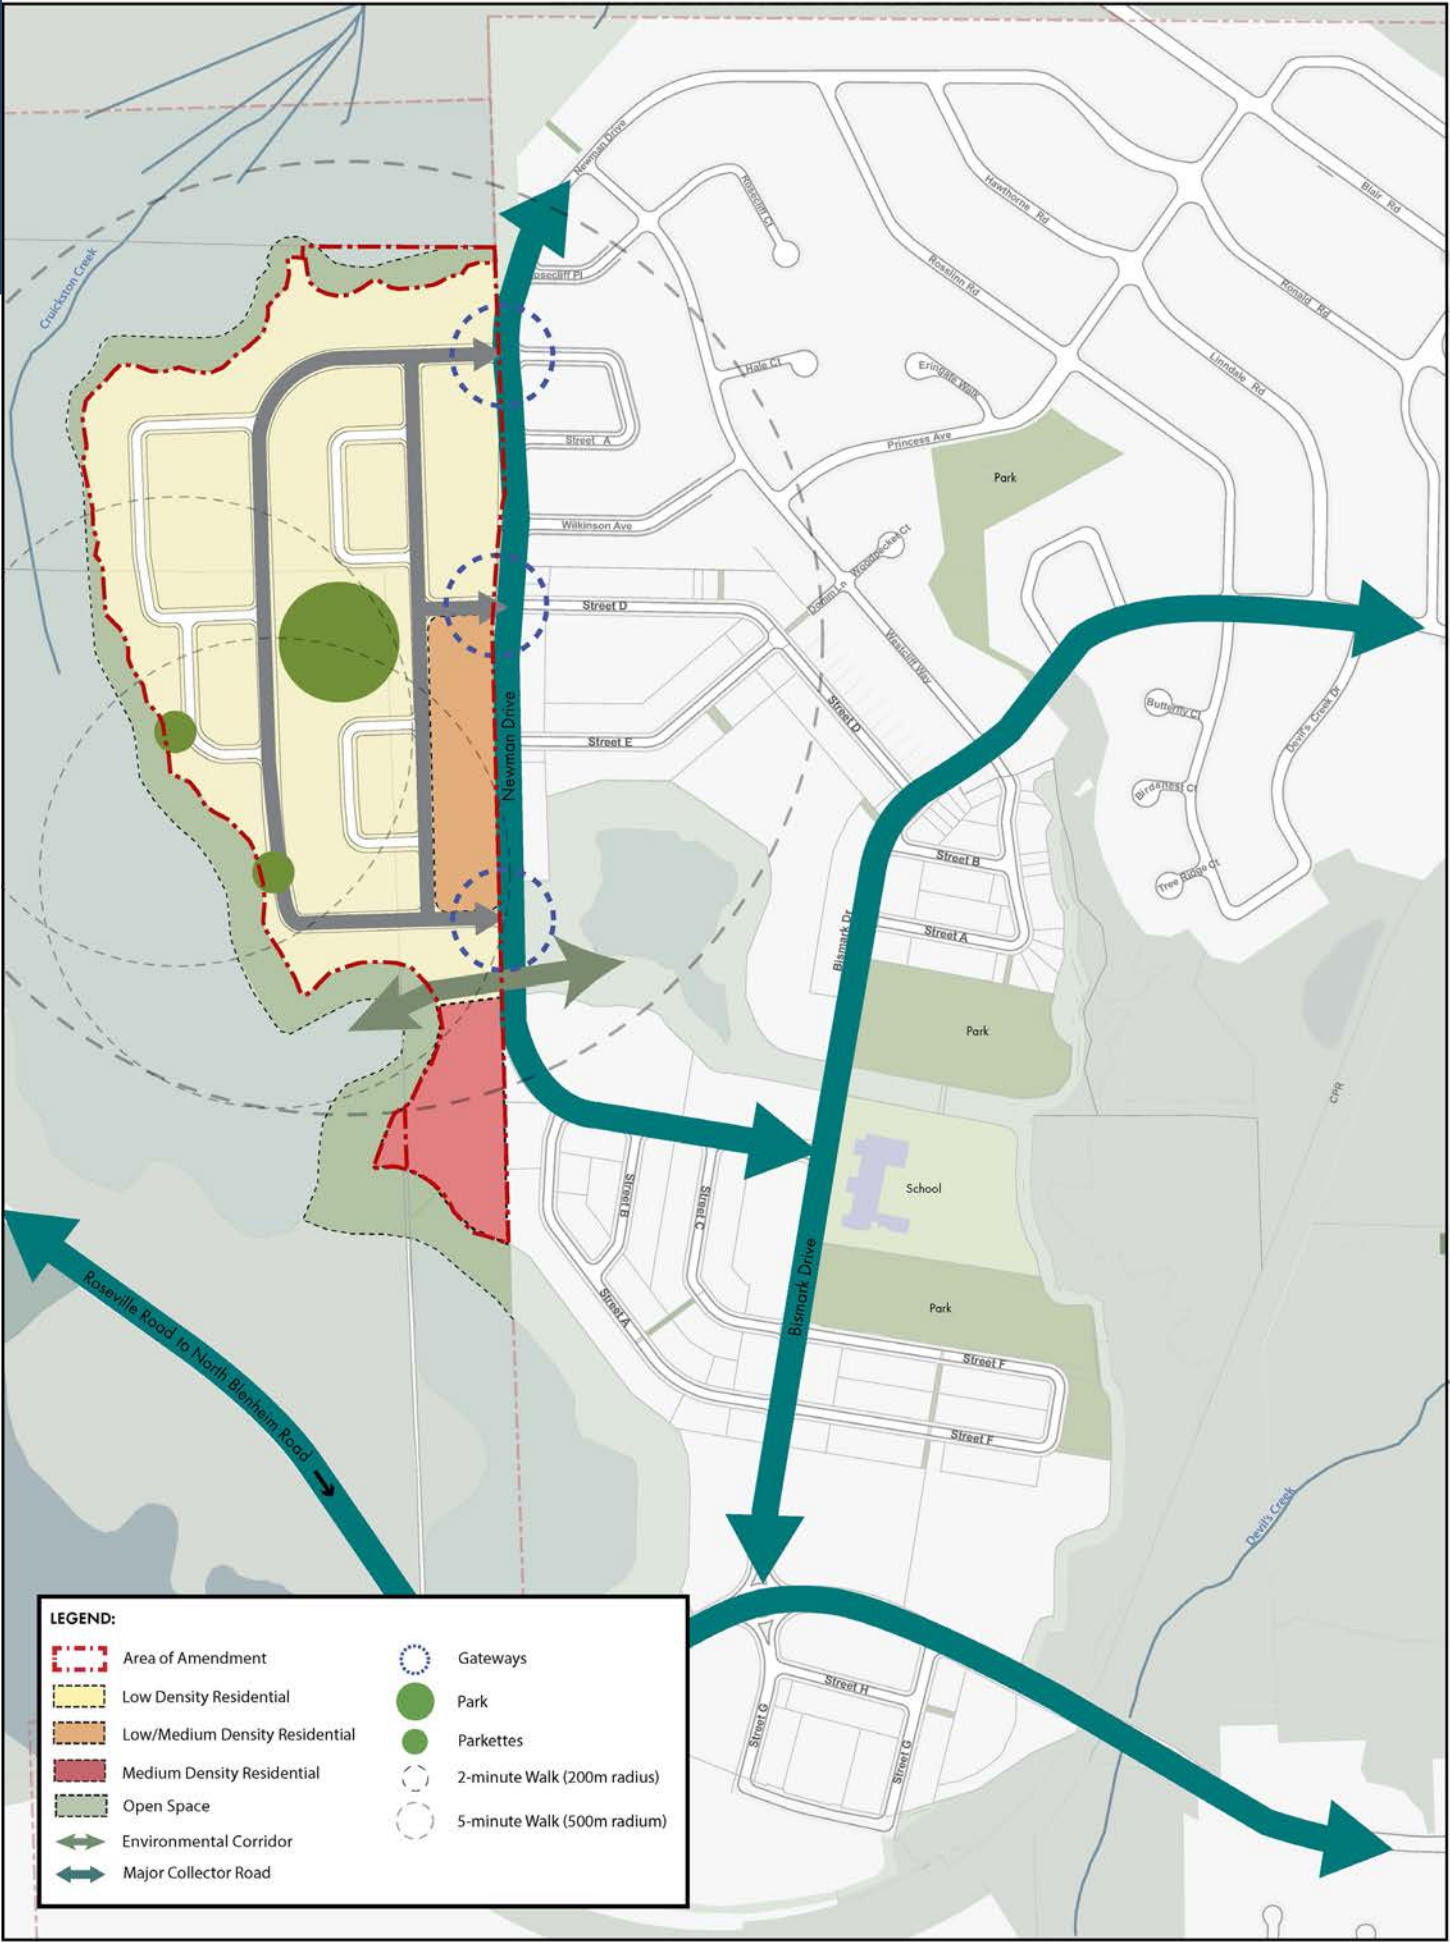 Newman Drive
Rosecliff Ct
Hawthorne Rd
Blair Rd
Cruickston Creek
osecliff Pl
Rosslinn Rd
Ronald Rd
Hale Ct
Eringate Walk
Linndale Rd
Street A
Princess Ave
Park
Wilkinson Ave
Woodpecker Ct
Donim Ln
Street D
Westcliff Way
Newman Drive
Street D
Street E
Butterfly Ct
Devil's Creek Dr
Birdsnest Ct
Street B
Tree Ridge Ct
Bismark Dr
Street A
Park
CPR
School
Street B
Street C
Bismark Drive
Roseville Road to North Blenheim Road
Street A
Park
Street F
Street F
Devil's Creek
Street H
Street G
Street G
LEGEND:
Area of Amendment
Low Density Residential
Low/Medium Density Residential
Medium Density Residential
Open Space
Environmental Corridor
Major Collector Road
Gateways
Park
Parkettes
2-minute Walk (200m radius)
5-minute Walk (500m radium)